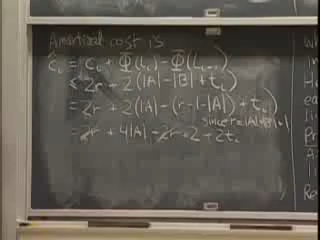 Amortized cost is
ĉᵢ = cᵢ + Φ(Lᵢ) - Φ(Lᵢ₋₁)
≤ 2r + 2(|A| - |B| + tᵢ)
= 2r + 2(|A| - (r-1-|A|) + tᵢ)
since r=|A|+|B|+1
= 2r + 4|A| - 2r + 2 + 2tᵢ